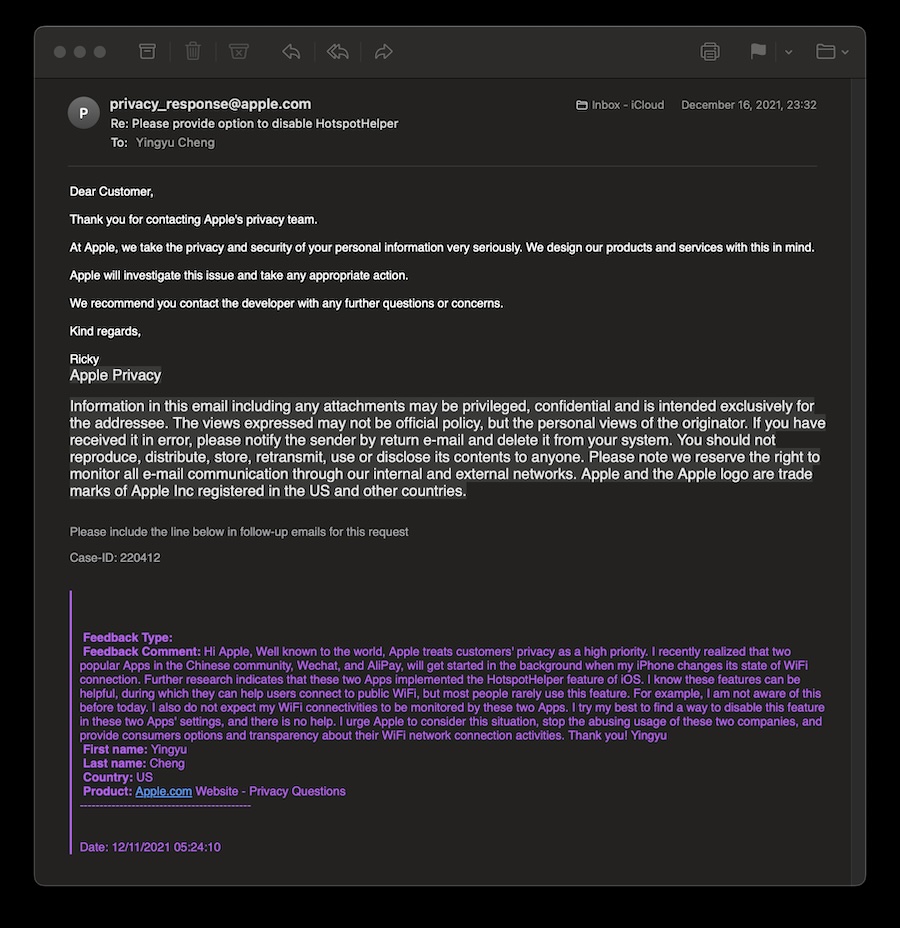 P
privacy_response@apple.com
Inbox - iCloud
December 16, 2021, 23:32
Re: Please provide option to disable HotspotHelper
To: Yingyu Cheng
Dear Customer,
Thank you for contacting Apple's privacy team.
At Apple, we take the privacy and security of your personal information very seriously. We design our products and services with this in mind.
Apple will investigate this issue and take any appropriate action.
We recommend you contact the developer with any further questions or concerns.
Kind regards,
Ricky
Apple Privacy
Information in this email including any attachments may be privileged, confidential and is intended exclusively for
the addressee. The views expressed may not be official policy, but the personal views of the originator. If you have
received it in error, please notify the sender by return e-mail and delete it from your system. You should not
reproduce, distribute, store, retransmit, use or disclose its contents to anyone. Please note we reserve the right to
monitor all e-mail communication through our internal and external networks. Apple and the Apple logo are trade
marks of Apple Inc registered in the US and other countries.
Please include the line below in follow-up emails for this request
Case-ID: 220412
Feedback Type:
Feedback Comment: Hi Apple, Well known to the world, Apple treats customers' privacy as a high priority. I recently realized that two
popular Apps in the Chinese community, Wechat, and AliPay, will get started in the background when my iPhone changes its state of WiFi
connection. Further research indicates that these two Apps implemented the HotspotHelper feature of iOS. I know these features can be
helpful, during which they can help users connect to public WiFi, but most people rarely use this feature. For example, I am not aware of this
before today. I also do not expect my WiFi connectivities to be monitored by these two Apps. I try my best to find a way to disable this feature
in these two Apps' settings, and there is no help. I urge Apple to consider this situation, stop the abusing usage of these two companies, and
provide consumers options and transparency about their WiFi network connection activities. Thank you! Yingyu
First name: Yingyu
Last name: Cheng
Country: US
Product: Apple.com Website - Privacy Questions
-------------------------------------------
Date: 12/11/2021 05:24:10